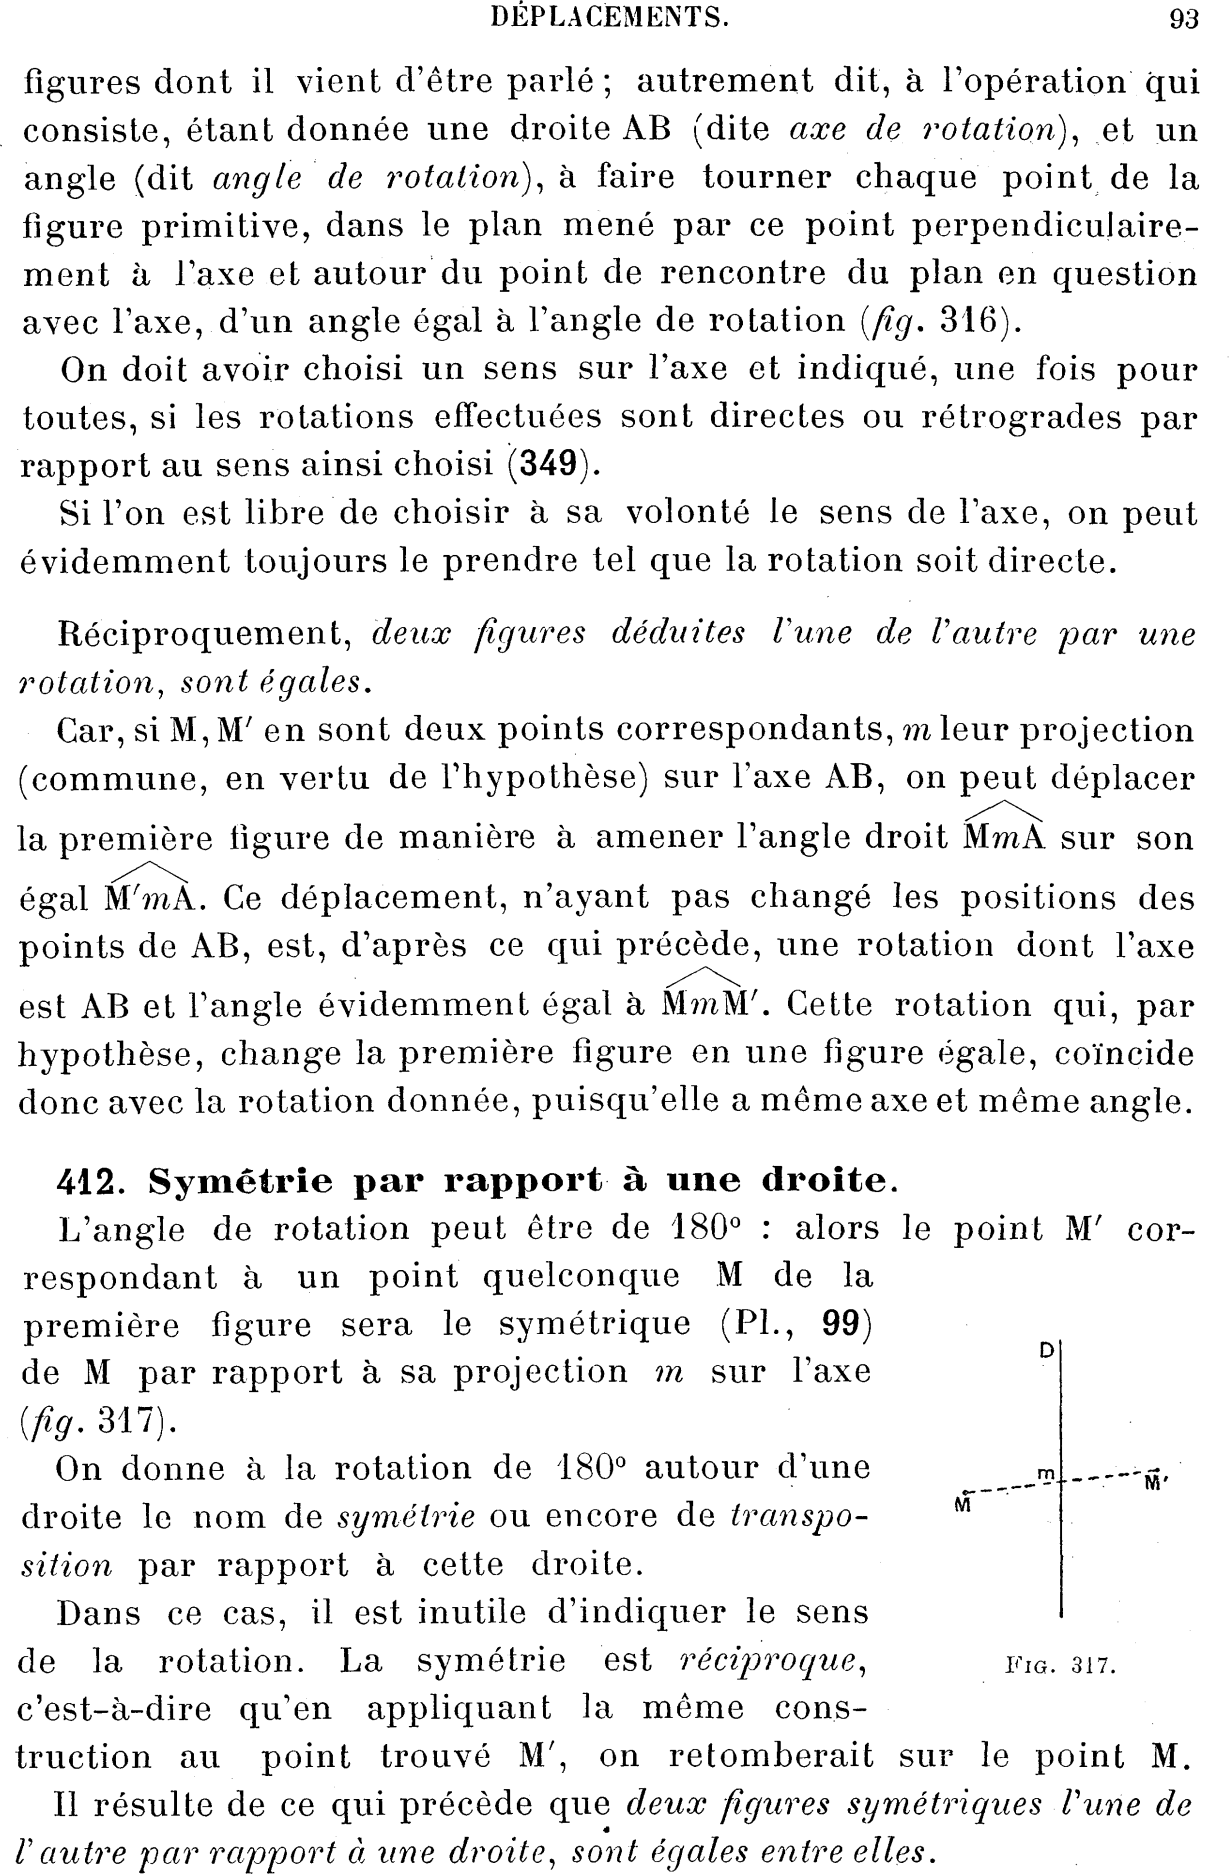 DÉPLACEMENTS. 93
figures dont il vient d'être parlé; autrement dit, à l'opération qui
consiste, étant donnée une droite AB (dite axe de rotation), et un
angle (dit angle de rotation), à faire tourner chaque point de la
figure primitive, dans le plan mené par ce point perpendiculaire-
ment à l'axe et autour du point de rencontre du plan en question
avec l'axe, d'un angle égal à l'angle de rotation (fig. 316).
On doit avoir choisi un sens sur l'axe et indiqué, une fois pour
toutes, si les rotations effectuées sont directes ou rétrogrades par
rapport au sens ainsi choisi (349).
Si l'on est libre de choisir à sa volonté le sens de l'axe, on peut
évidemment toujours le prendre tel que la rotation soit directe.
Réciproquement, deux figures déduites l'une de l'autre par une
rotation, sont égales.
Car, si M, M′ en sont deux points correspondants, m leur projection
(commune, en vertu de l'hypothèse) sur l'axe AB, on peut déplacer
la première figure de manière à amener l'angle droit MmA sur son
égal M′mA. Ce déplacement, n'ayant pas changé les positions des
points de AB, est, d'après ce qui précède, une rotation dont l'axe
est AB et l'angle évidemment égal à MmM′. Cette rotation qui, par
hypothèse, change la première figure en une figure égale, coïncide
donc avec la rotation donnée, puisqu'elle a même axe et même angle.
412. Symétrie par rapport à une droite.
L'angle de rotation peut être de 180° : alors le point M′ cor-
respondant à un point quelconque M de la
première figure sera le symétrique (Pl., 99)
de M par rapport à sa projection m sur l'axe
(fig. 317).
On donne à la rotation de 180° autour d'une
droite le nom de symétrie ou encore de transpo-
sition par rapport à cette droite.
Dans ce cas, il est inutile d'indiquer le sens
de la rotation. La symétrie est réciproque,
c'est-à-dire qu'en appliquant la même cons-
truction au point trouvé M′, on retomberait sur le point M.
D
m
M
M′
FIG. 317.
Il résulte de ce qui précède que deux figures symétriques l'une de
l'autre par rapport à une droite, sont égales entre elles.